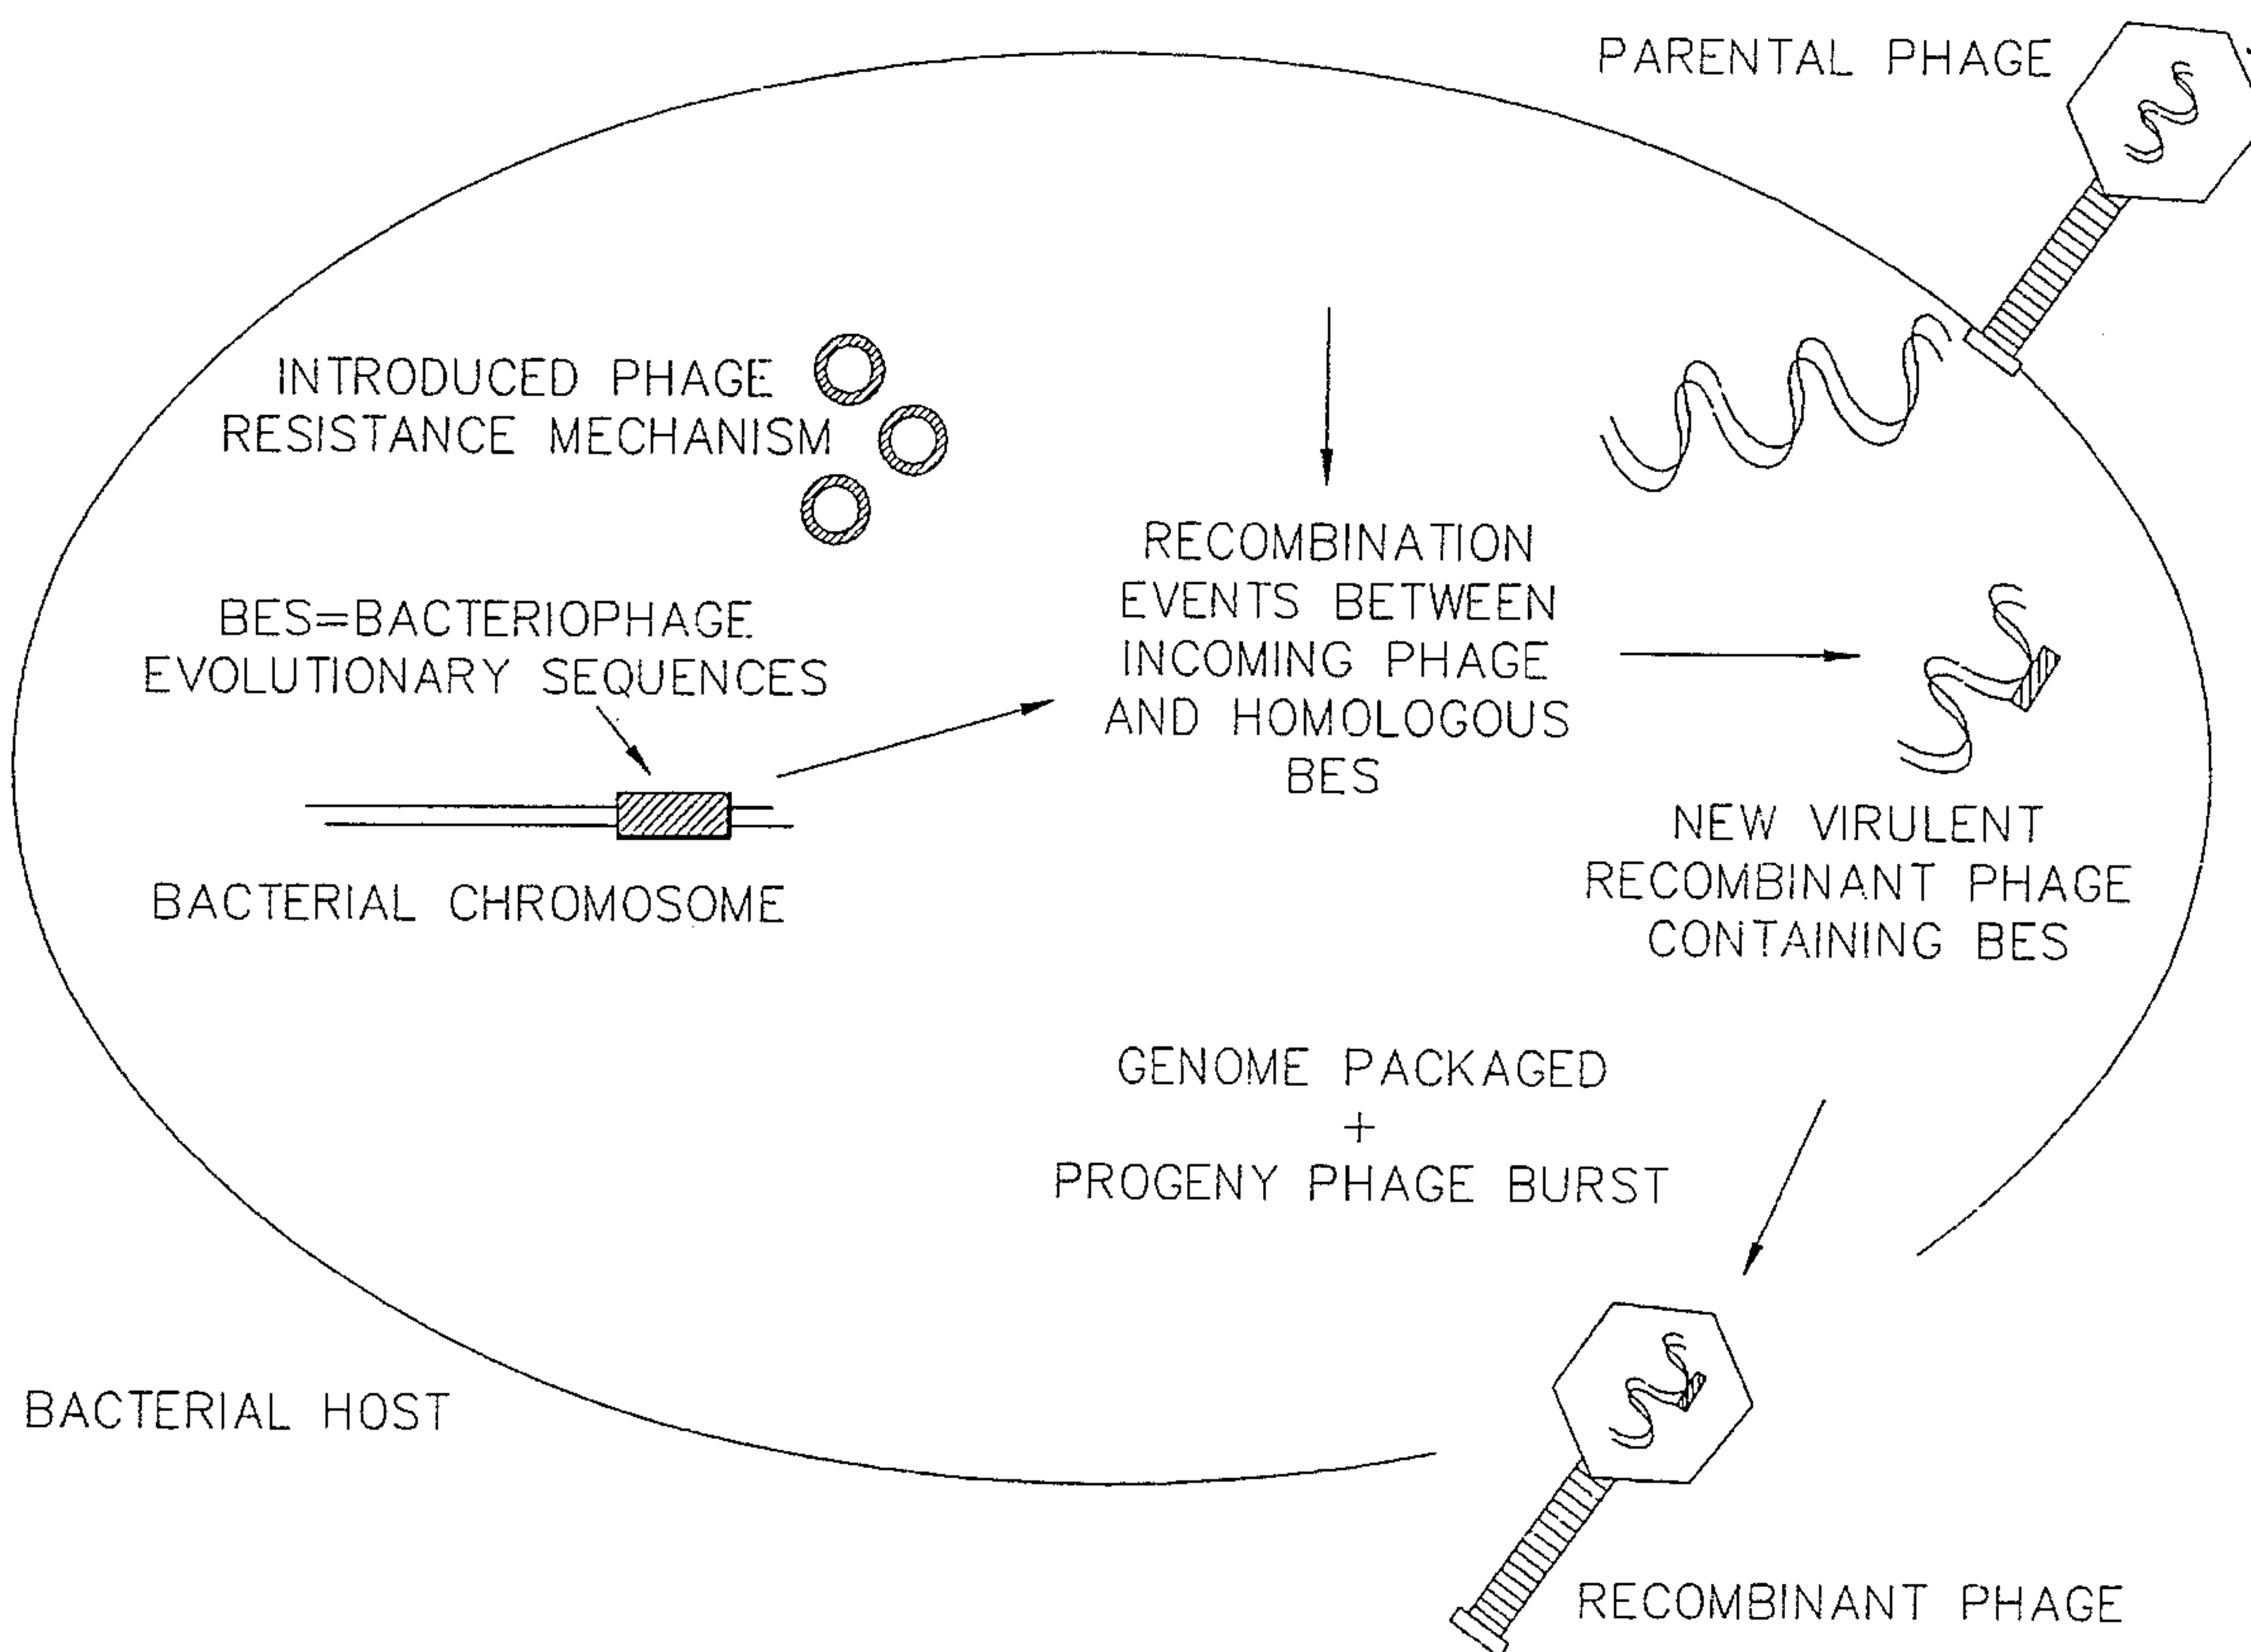 PARENTAL PHAGE
INTRODUCED PHAGE
RESISTANCE MECHANISM
RECOMBINATION
EVENTS BETWEEN
INCOMING PHAGE
AND HOMOLOGOUS
BES
BES=BACTERIOPHAGE
EVOLUTIONARY SEQUENCES
BACTERIAL CHROMOSOME
NEW VIRULENT
RECOMBINANT PHAGE
CONTAINING BES
GENOME PACKAGED
+
PROGENY PHAGE BURST
BACTERIAL HOST
RECOMBINANT PHAGE